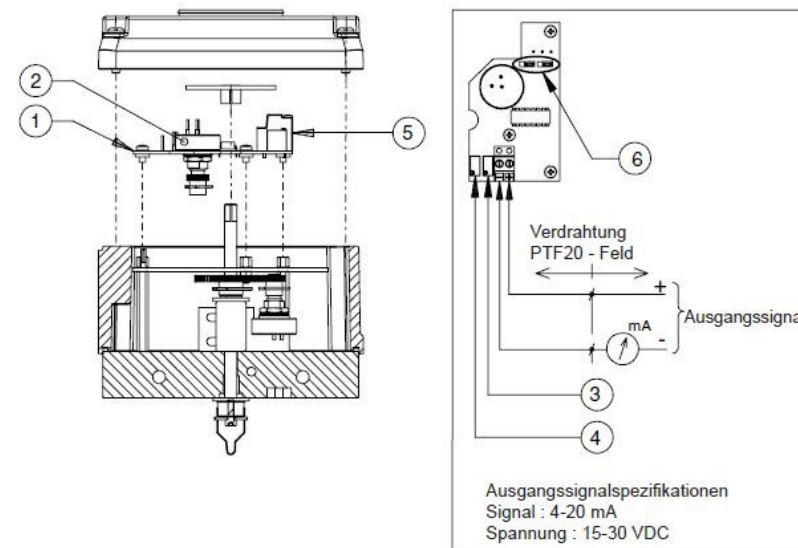 2
1
5
6
Verdrahtung
PTF20 - Feld
+
Ausgangssigna
mA
-
3
4
Ausgangssignalspezifikationen
Signal : 4-20 mA
Spannung : 15-30 VDC